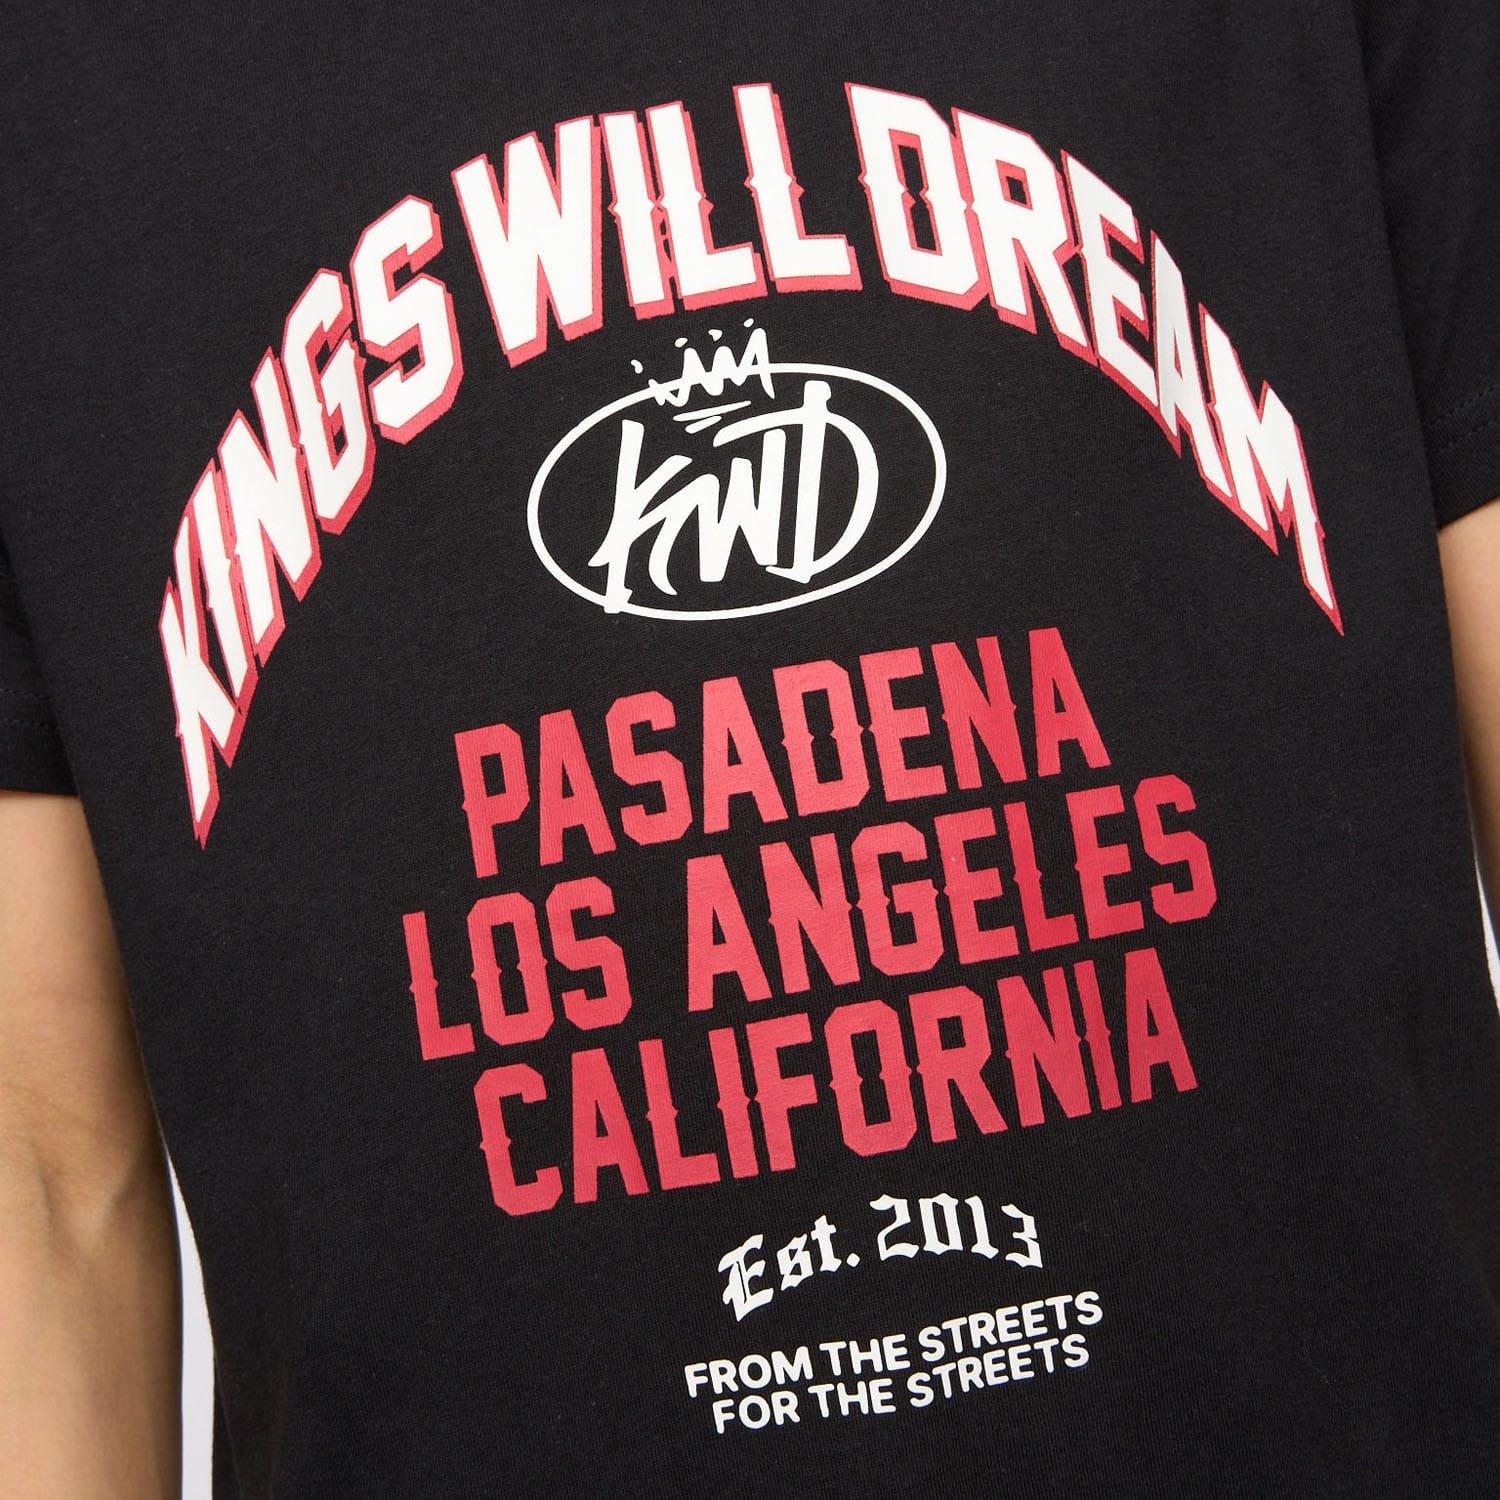 KINGS WILL DREAM
KWD
PASADENA
LOS ANGELES
CALIFORNIA
Est. 2013
FROM THE STREETS
FOR THE STREETS